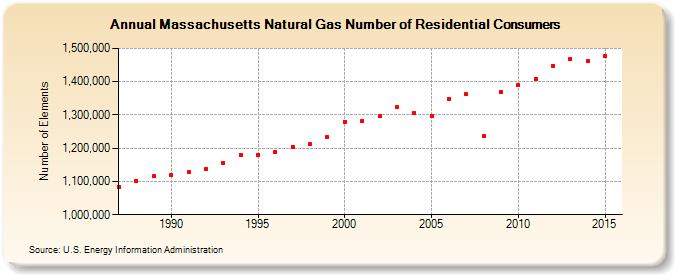 Annual Massachusetts Natural Gas Number of Residential Consumers
Number of Elements
1,500,000
1,400,000
1,300,000
1,200,000
1,100,000
1,000,000
1990 1995 2000 2005 2010 2015
Source: U.S. Energy Information Administration